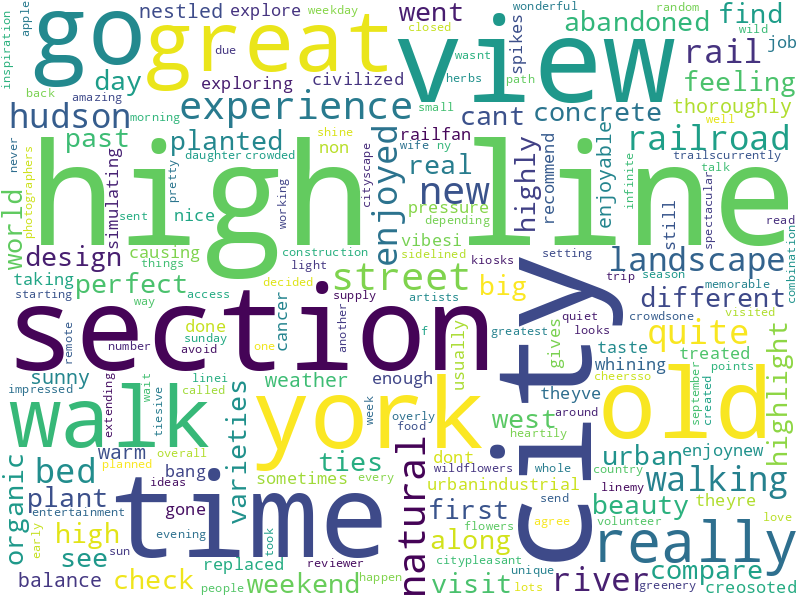 go
great
view
high line
section
city
time
walk
york
old
really
nestled
explore
weekday
went
wonderful
random
find
abandoned
spikes
rail
job
wild
inspiration
apple
back
day
due
closed
wasnt
exploring
civilized
herbs
path
feeling
amazing
hudson
morning
experience
small
cant
concrete
thoroughly
well
never
photographers
past
planted
shine
railfan
non
wife
ny
railroad
daughter
crowded
enjoyed
real
new
highly
recommend
enjoyable
infinite
trailscurrently
talk
simulating
pretty
working
cityscape
pressure
depending
world
sent
nice
still
spectacular
read
design
causing
construction
vibesi
sidelined
kiosks
setting
landscape
combination
things
light
taking
perfect
decided
street
big
trip
season
memorable
starting
way
access
supply
artists
quiet
different
visited
done
cancer
another
if
greatest
looks
crowdsone
number
sunday
avoid
one
usually
gives
taste
quite
highlight
remote
sunny
linei
weather
enough
whining
treated
impressed
extending
wait
called
tiesive
theyve
cheersso
september
created
points
week
overly
food
west
around
heartily
warm
overall
bed
planned
bang
varieties
ties
dont
wildflowers
whole
country
urban
enjoynew
organic
ideas
sometimes
every
natural
urbanindustrial
send
linemy
walking
plant
entertainment
gone
first
unique
agree
flowers
beauty
theyre
volunteer
love
early
high
sun
evening
took
see
along
citypleasant
happen
compare
balance
check
replaced
people
reviewer
weekend
visit
lots
river
greenery
creosoted